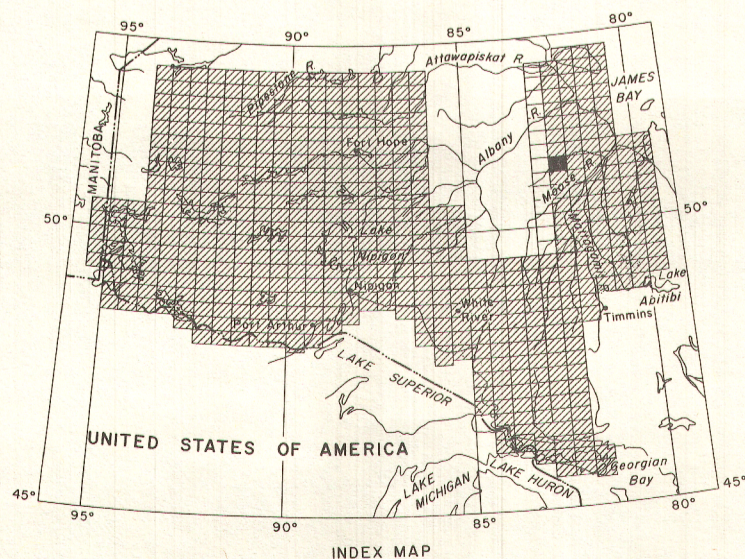 95°
90°
85°
80°
Attawapiskat R.
Pipestone R.
JAMES
BAY
MANITOBA
Albany R.
Fort Hope
Moose R.
50°
50°
Lake
Nipigon
Mattagami R.
Nipigon
White
River
Lake
Abitibi
Timmins
Port Arthur
LAKE SUPERIOR
UNITED STATES OF AMERICA
LAKE
MICHIGAN
LAKE HURON
Georgian
Bay
45°
45°
95°
90°
85°
80°
INDEX MAP